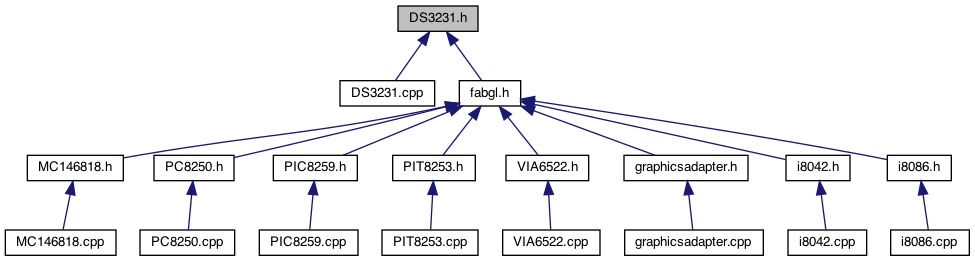 DS3231.h
DS3231.cpp
fabgl.h
MC146818.h
PC8250.h
PIC8259.h
PIT8253.h
VIA6522.h
graphicsadapter.h
i8042.h
i8086.h
MC146818.cpp
PC8250.cpp
PIC8259.cpp
PIT8253.cpp
VIA6522.cpp
graphicsadapter.cpp
i8042.cpp
i8086.cpp